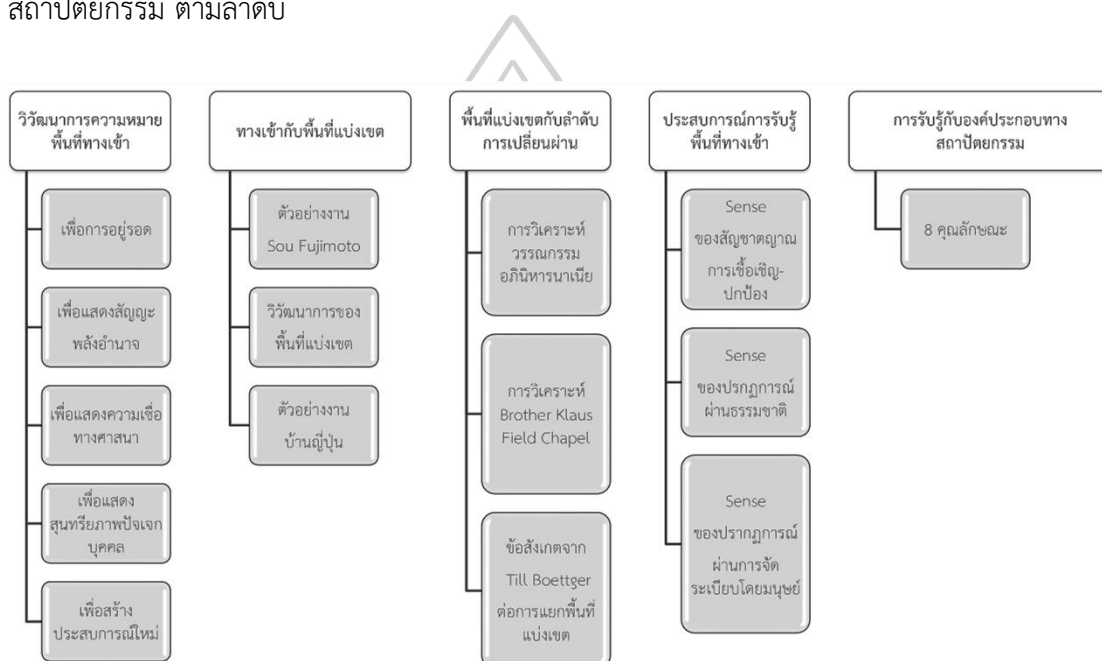 สถาปัตยกรรม ตามลำดับ
วิวัฒนาการความหมาย
พื้นที่ทางเข้า
เพื่อการอยู่รอด
เพื่อแสดงสัญญะ
พลังอำนาจ
เพื่อแสดงความเชื่อ
ทางศาสนา
เพื่อแสดง
สุนทรียภาพปัจเจก
บุคคล
เพื่อสร้าง
ประสบการณ์ใหม่
ทางเข้ากับพื้นที่แบ่งเขต
ตัวอย่างงาน
Sou Fujimoto
วิวัฒนาการของ
พื้นที่แบ่งเขต
ตัวอย่างงาน
บ้านญี่ปุ่น
พื้นที่แบ่งเขตกับลำดับ
การเปลี่ยนผ่าน
การวิเคราะห์
วรรณกรรม
อภินิหารนาเนีย
การวิเคราะห์
Brother Klaus
Field Chapel
ข้อสังเกตจาก
Till Boettger
ต่อการแยกพื้นที่
แบ่งเขต
ประสบการณ์การรับรู้
พื้นที่ทางเข้า
Sense
ของสัญชาตญาณ
การเชื้อเชิญ-
ปกป้อง
Sense
ของปรกฏการณ์
ผ่านธรรมชาติ
Sense
ของปรากฏการณ์
ผ่านการจัด
ระเบียบโดยมนุษย์
การรับรู้กับองค์ประกอบทาง
สถาปัตยกรรม
8 คุณลักษณะ